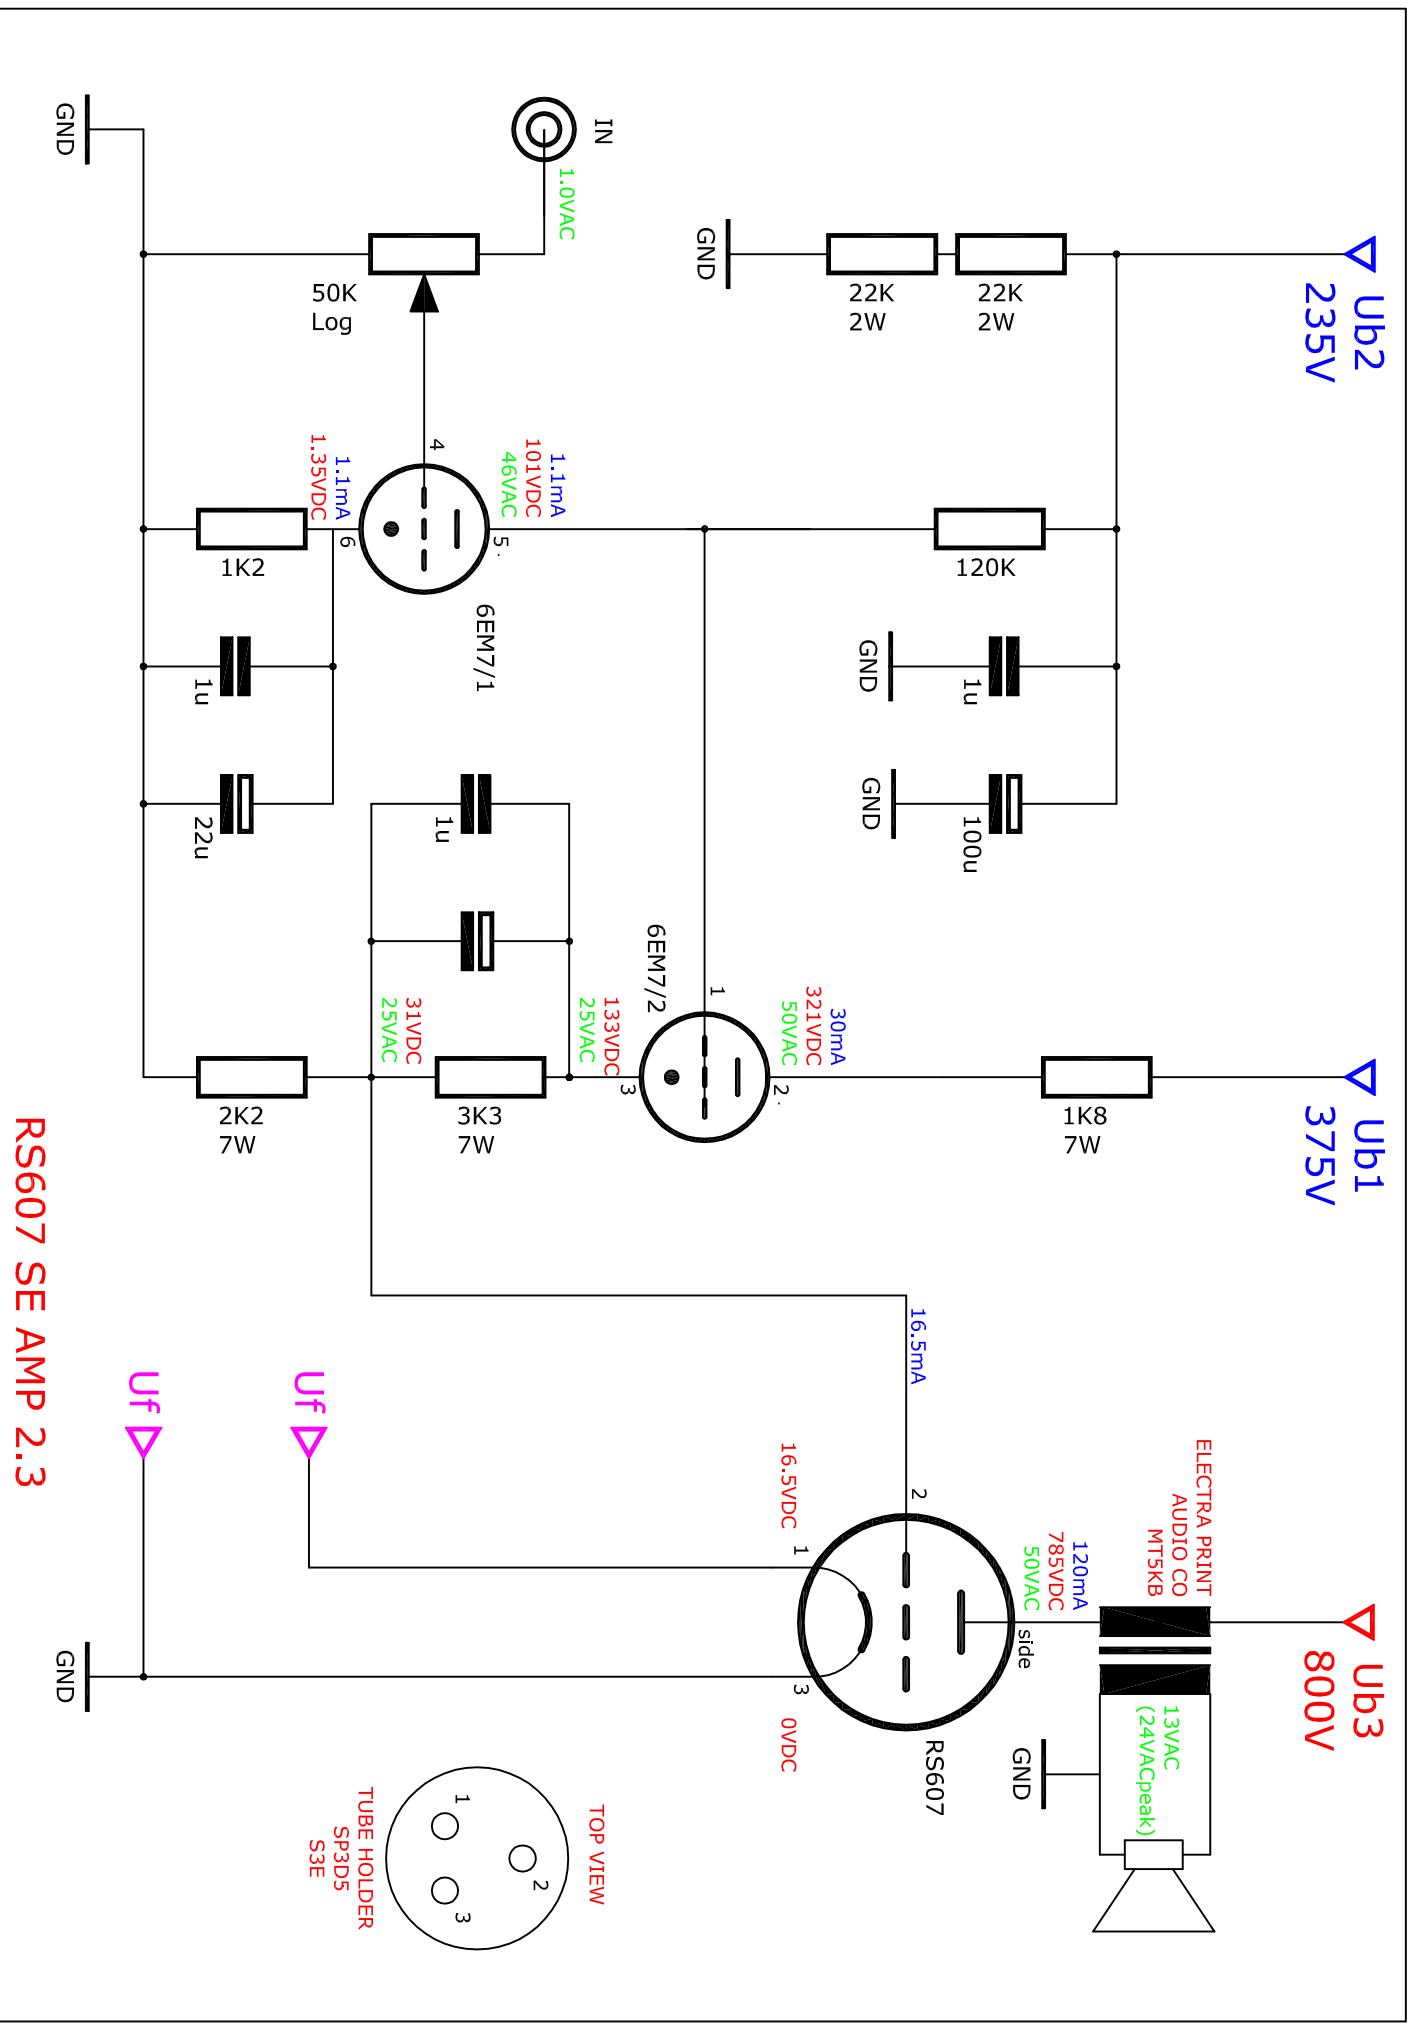 Ub2
235V
Ub1
375V
Ub3
800V
22K
2W
22K
2W
GND
120K
1u
GND
100u
GND
1K8
7W
ELECTRA PRINT
AUDIO CO
MT5KB
13VAC
(24VACpeak)
GND
120mA
785VDC
50VAC
side
RS607
2
1
3
16.5mA
16.5VDC
0VDC
30mA
321VDC
50VAC
2
1
3
6EM7/2
133VDC
25VAC
3K3
7W
31VDC
25VAC
1u
2K2
7W
IN
1.0VAC
50K
Log
1.1mA
101VDC
46VAC
4
5
6
6EM7/1
1.1mA
1.35VDC
1K2
1u
22u
GND
Uf
Uf
GND
TOP VIEW
1
2
3
TUBE HOLDER
SP3D5
S3E
RS607 SE AMP 2.3